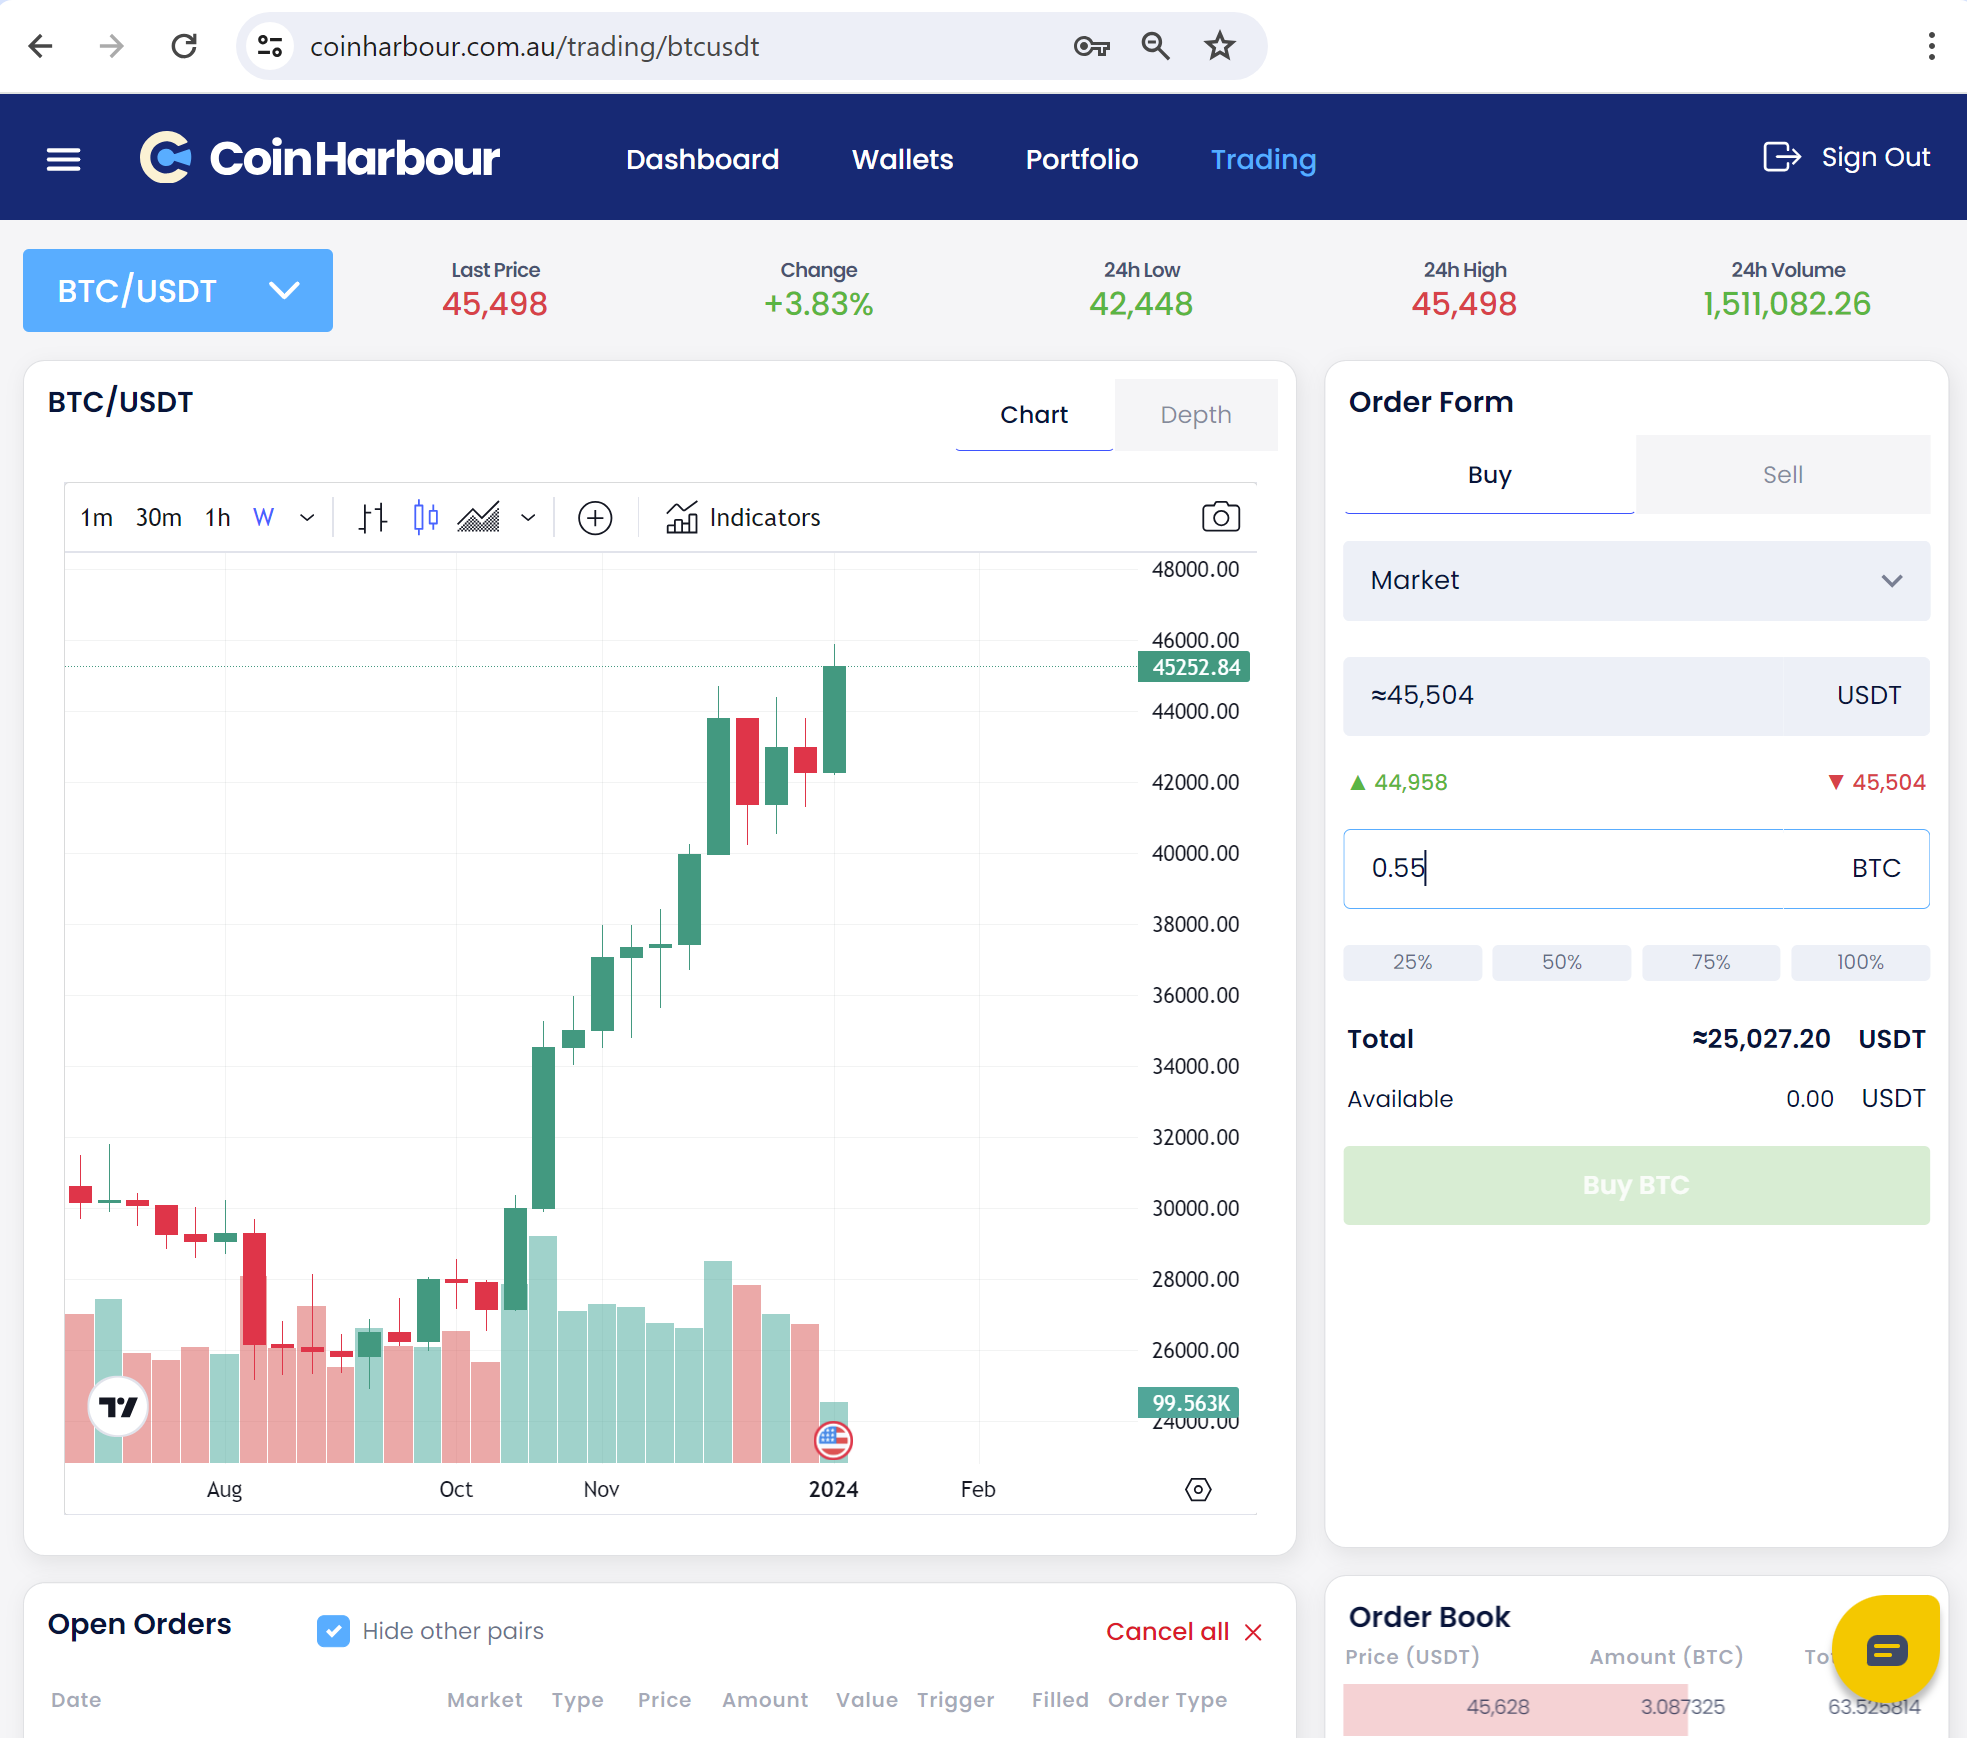 coinharbour.com.au/trading/btcusdt
CoinHarbour
Dashboard
Wallets
Portfolio
Trading
Sign Out
BTC/USDT
Last Price
45,498
Change
+3.83%
24h Low
42,448
24h High
45,498
24h Volume
1,511,082.26
BTC/USDT
Chart
Depth
1m 30m 1h W
Indicators
48000.00
46000.00
45252.84
44000.00
42000.00
40000.00
38000.00
36000.00
34000.00
32000.00
30000.00
28000.00
26000.00
99.563K
24000.00
Aug Oct Nov 2024 Feb
Order Form
Buy
Sell
Market
≈45,504 USDT
▲ 44,958
▼ 45,504
0.55 BTC
25% 50% 75% 100%
Total ≈25,027.20 USDT
Available 0.00 USDT
Buy BTC
Open Orders
Hide other pairs
Cancel all ×
Date Market Type Price Amount Value Trigger Filled Order Type
Order Book
Price (USDT) Amount (BTC)
45,628 3.087325 63.525814